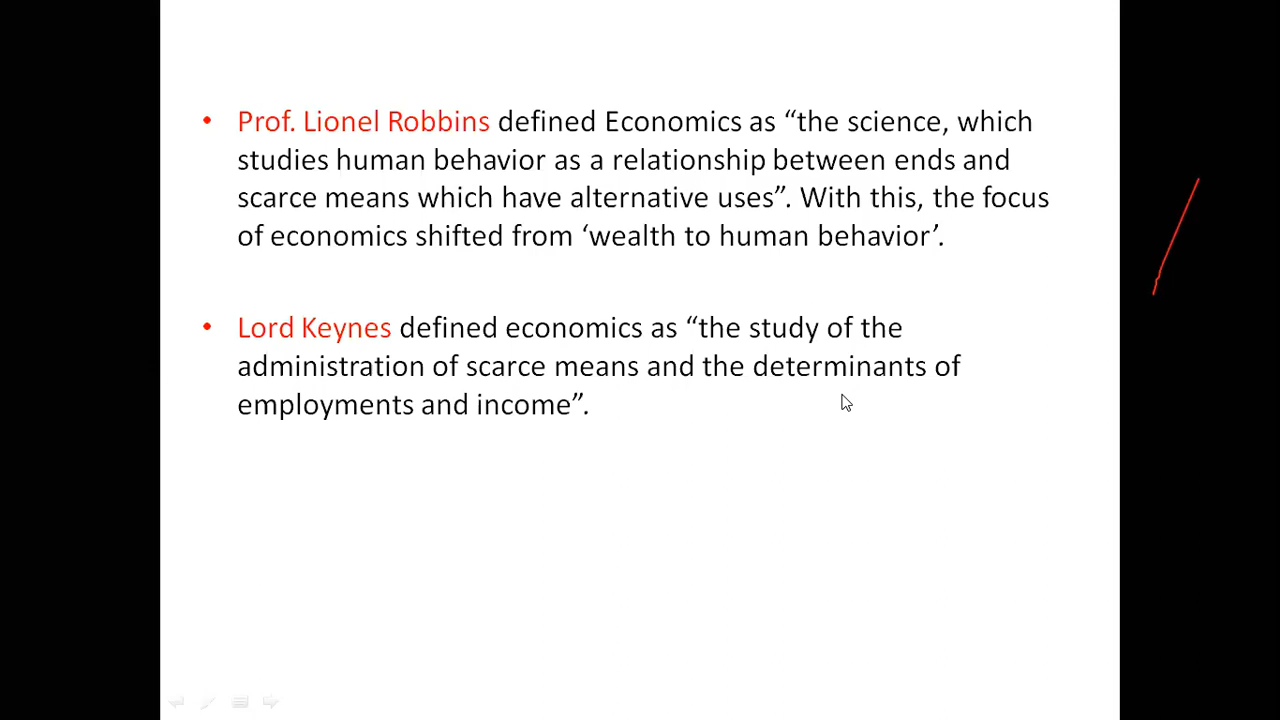 • Prof. Lionel Robbins defined Economics as “the science, which
studies human behavior as a relationship between ends and
scarce means which have alternative uses”. With this, the focus
of economics shifted from ‘wealth to human behavior’.
• Lord Keynes defined economics as “the study of the
administration of scarce means and the determinants of
employments and income”.